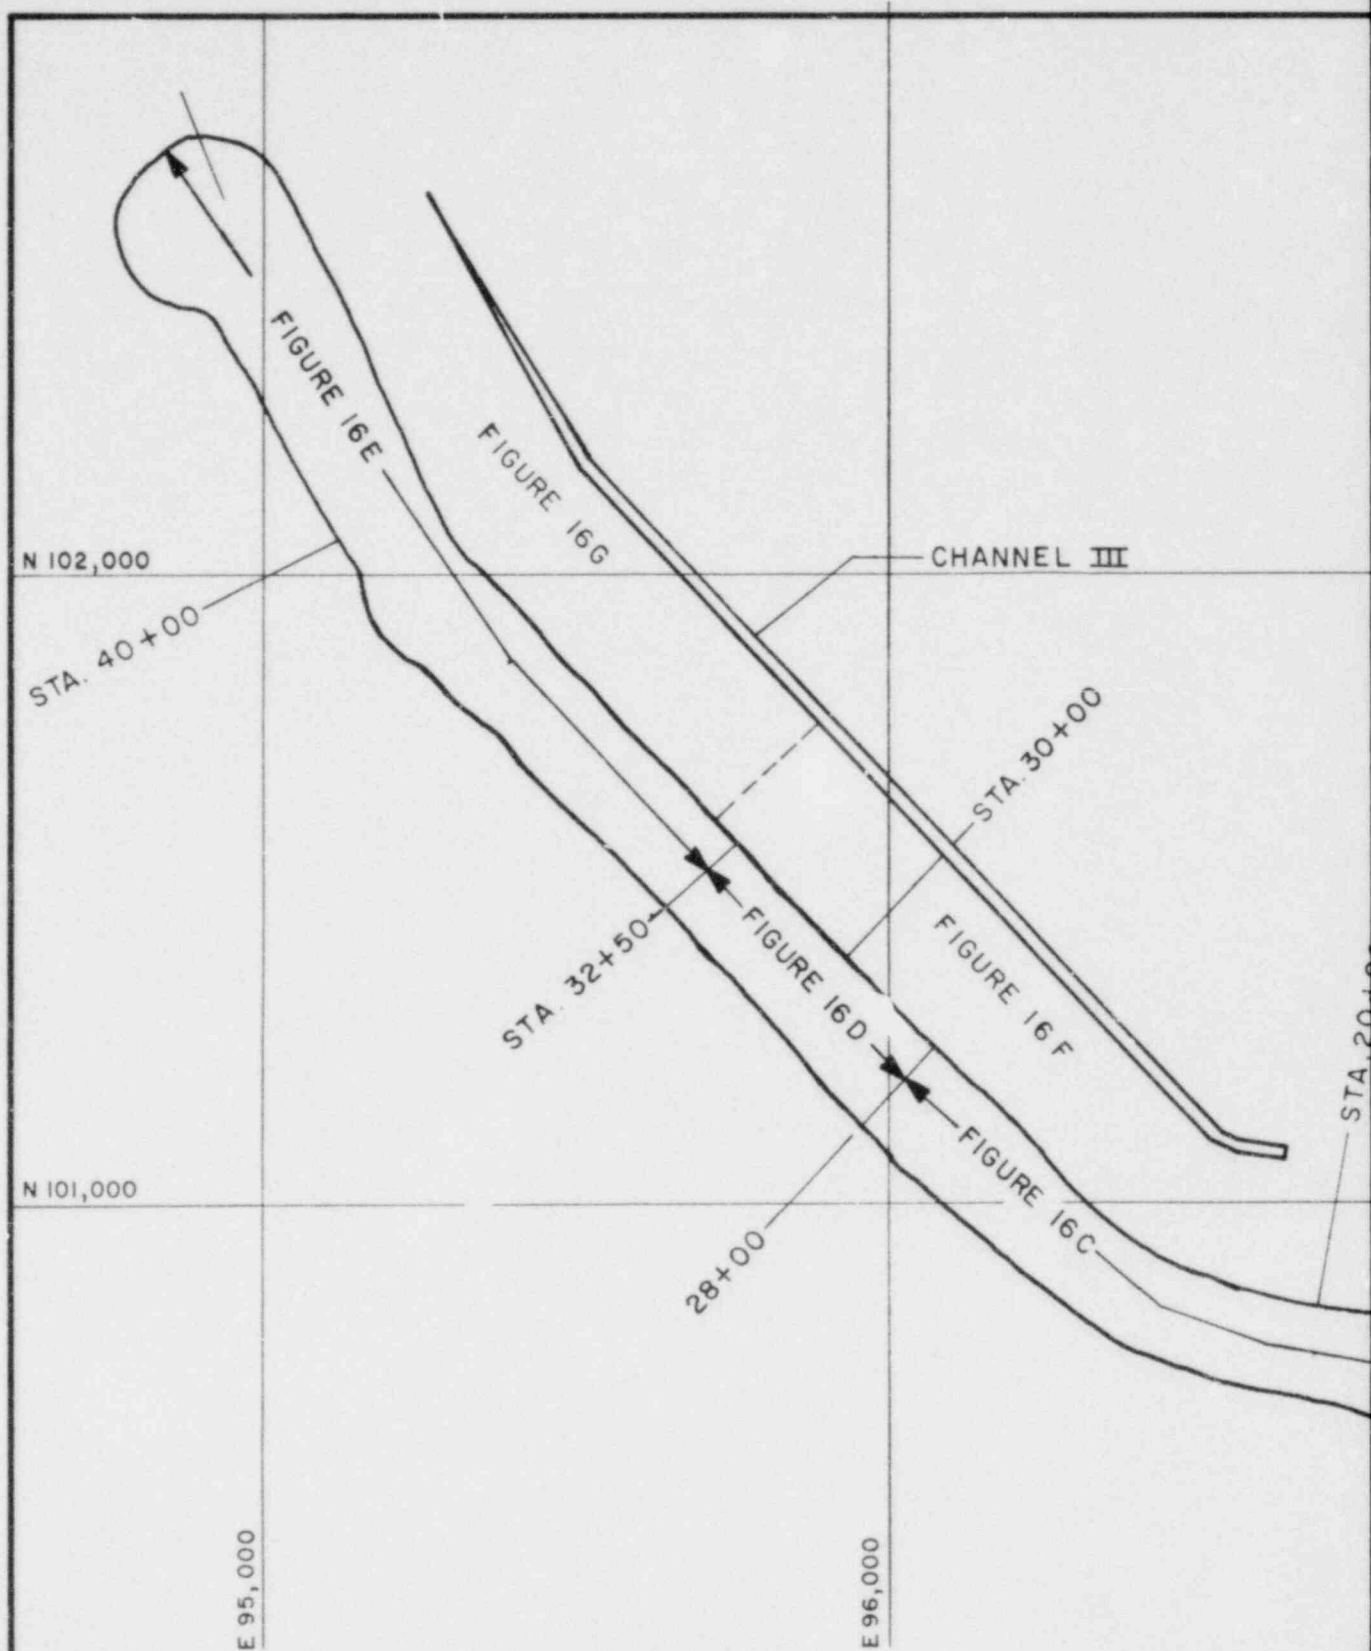 FIGURE 16E
FIGURE 16G
N 102,000
CHANNEL III
STA. 40+00
STA. 30+00
STA. 32+50
FIGURE 16D
FIGURE 16F
STA.
N 101,000
FIGURE 16C
28+00
E 95,000
E 96,000